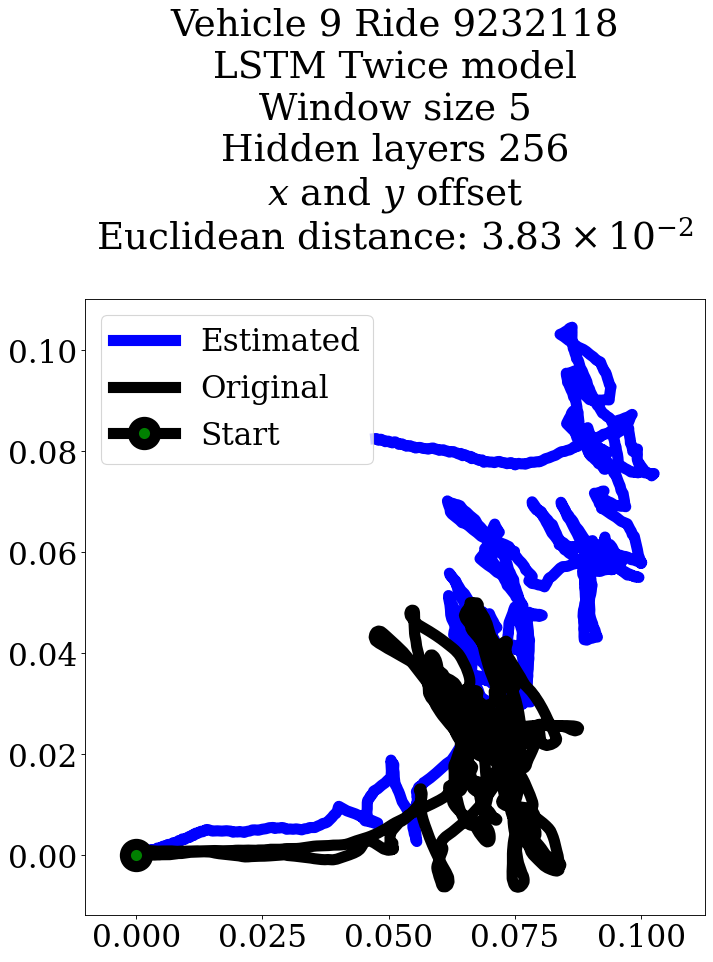 Vehicle 9 Ride 9232118
LSTM Twice model
Window size 5
Hidden layers 256
x and y offset
Euclidean distance: 3.83 × 10⁻²
Estimated
Original
Start
0.10
0.08
0.06
0.04
0.02
0.00
0.000 0.025 0.050 0.075 0.100